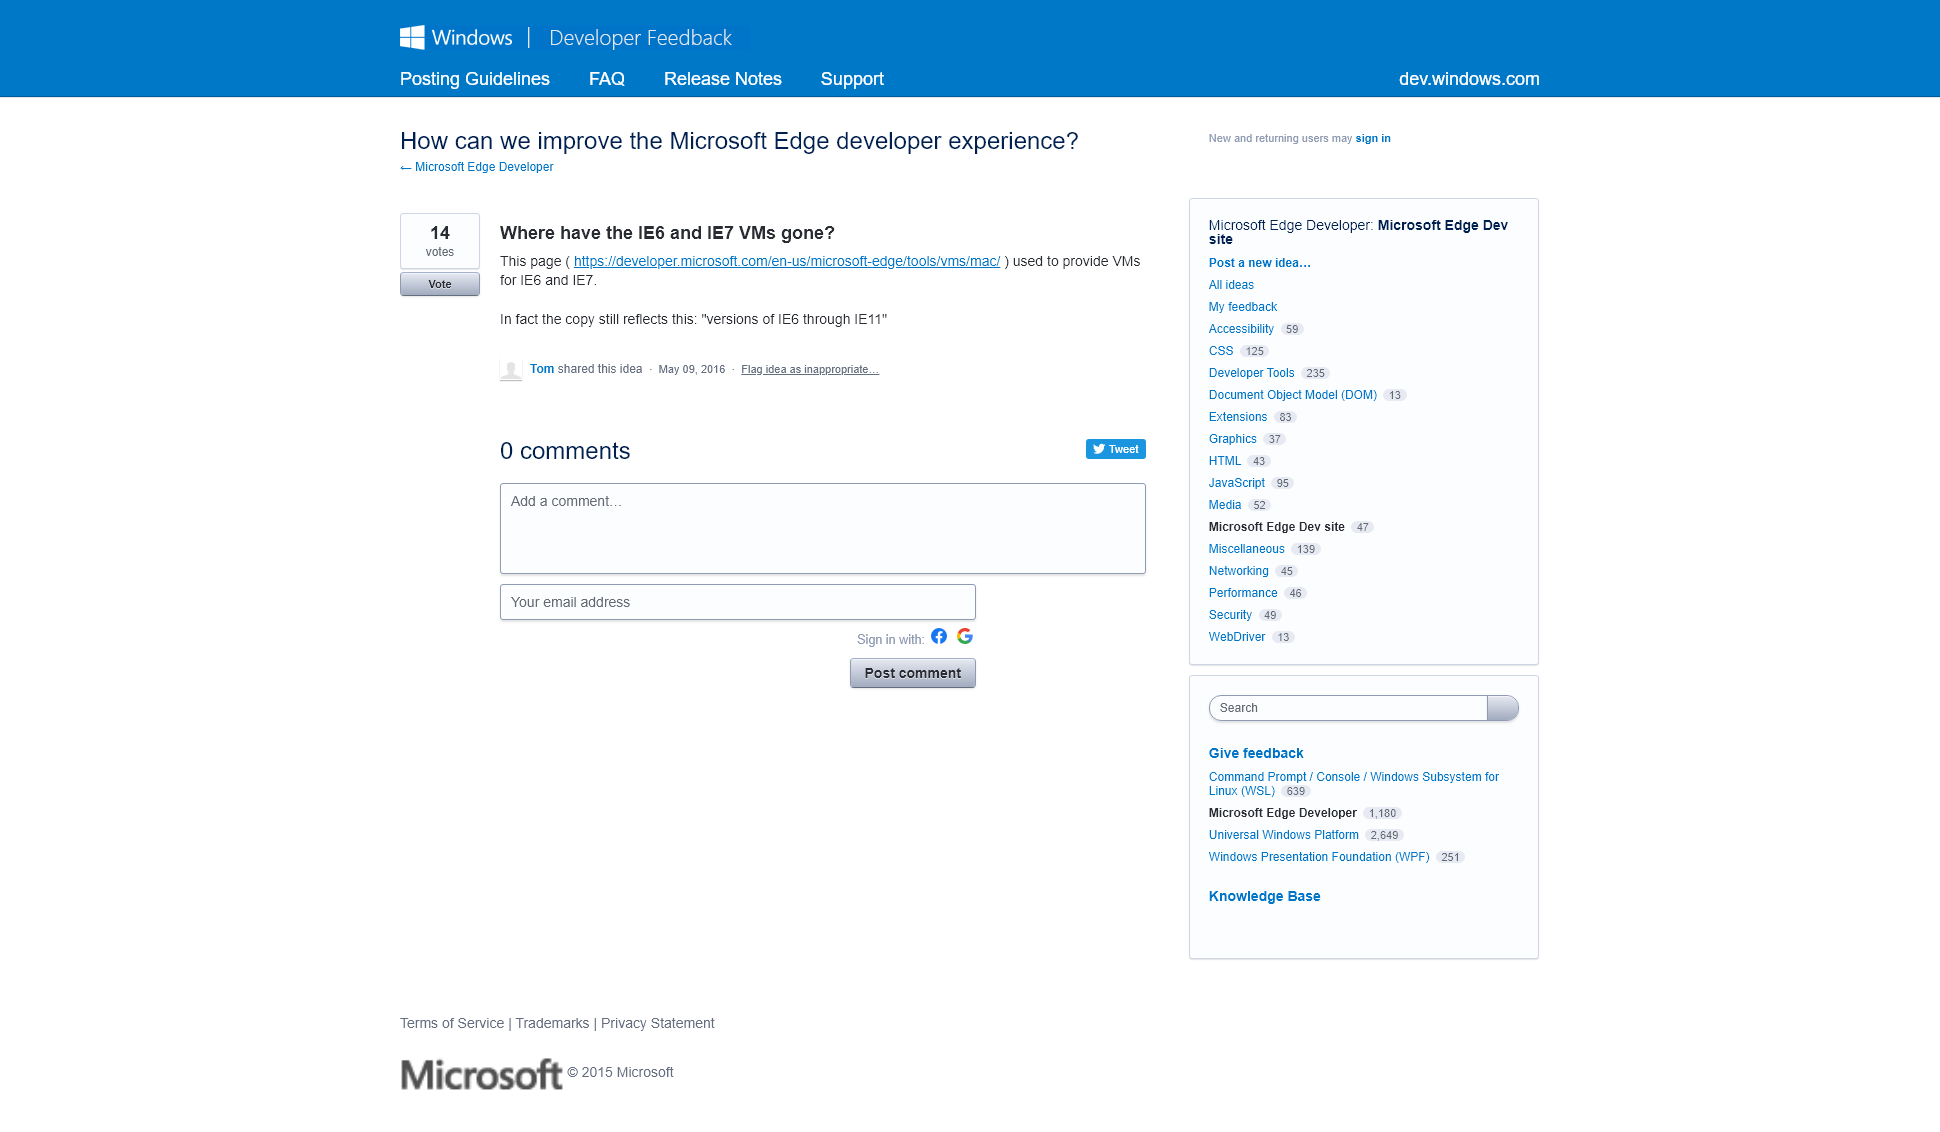 Windows | Developer Feedback
Posting Guidelines FAQ Release Notes Support dev.windows.com
How can we improve the Microsoft Edge developer experience?
← Microsoft Edge Developer
New and returning users may sign in
14
votes
Vote
Where have the IE6 and IE7 VMs gone?
This page ( https://developer.microsoft.com/en-us/microsoft-edge/tools/vms/mac/ ) used to provide VMs
for IE6 and IE7.
In fact the copy still reflects this: "versions of IE6 through IE11"
Tom shared this idea · May 09, 2016 · Flag idea as inappropriate…
0 comments
Tweet
Add a comment…
Your email address
Sign in with:
Post comment
Microsoft Edge Developer: Microsoft Edge Dev
site
Post a new idea…
All ideas
My feedback
Accessibility 59
CSS 125
Developer Tools 235
Document Object Model (DOM) 13
Extensions 83
Graphics 37
HTML 43
JavaScript 95
Media 52
Microsoft Edge Dev site 47
Miscellaneous 139
Networking 45
Performance 46
Security 49
WebDriver 13
Search
Give feedback
Command Prompt / Console / Windows Subsystem for
Linux (WSL) 639
Microsoft Edge Developer 1,180
Universal Windows Platform 2,649
Windows Presentation Foundation (WPF) 251
Knowledge Base
Terms of Service | Trademarks | Privacy Statement
Microsoft © 2015 Microsoft